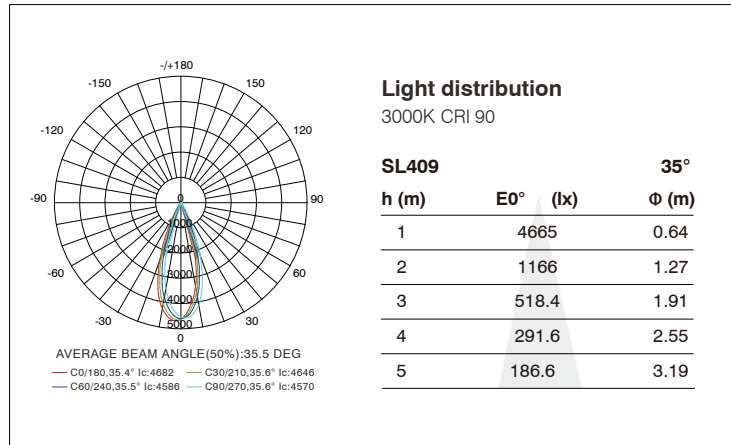 -/+180
-150
150
-120
120
-90
0
90
1000
2000
-60
3000
60
4000
-30
5000
30
0
AVERAGE BEAM ANGLE(50%):35.5 DEG
C0/180,35.4° Ic:4682
C30/210,35.6° Ic:4646
C60/240,35.5° Ic:4586
C90/270,35.6° Ic:4570
Light distribution
3000K CRI 90
SL409 35°
h (m) E0° (lx) Φ (m)
1 4665 0.64
2 1166 1.27
3 518.4 1.91
4 291.6 2.55
5 186.6 3.19